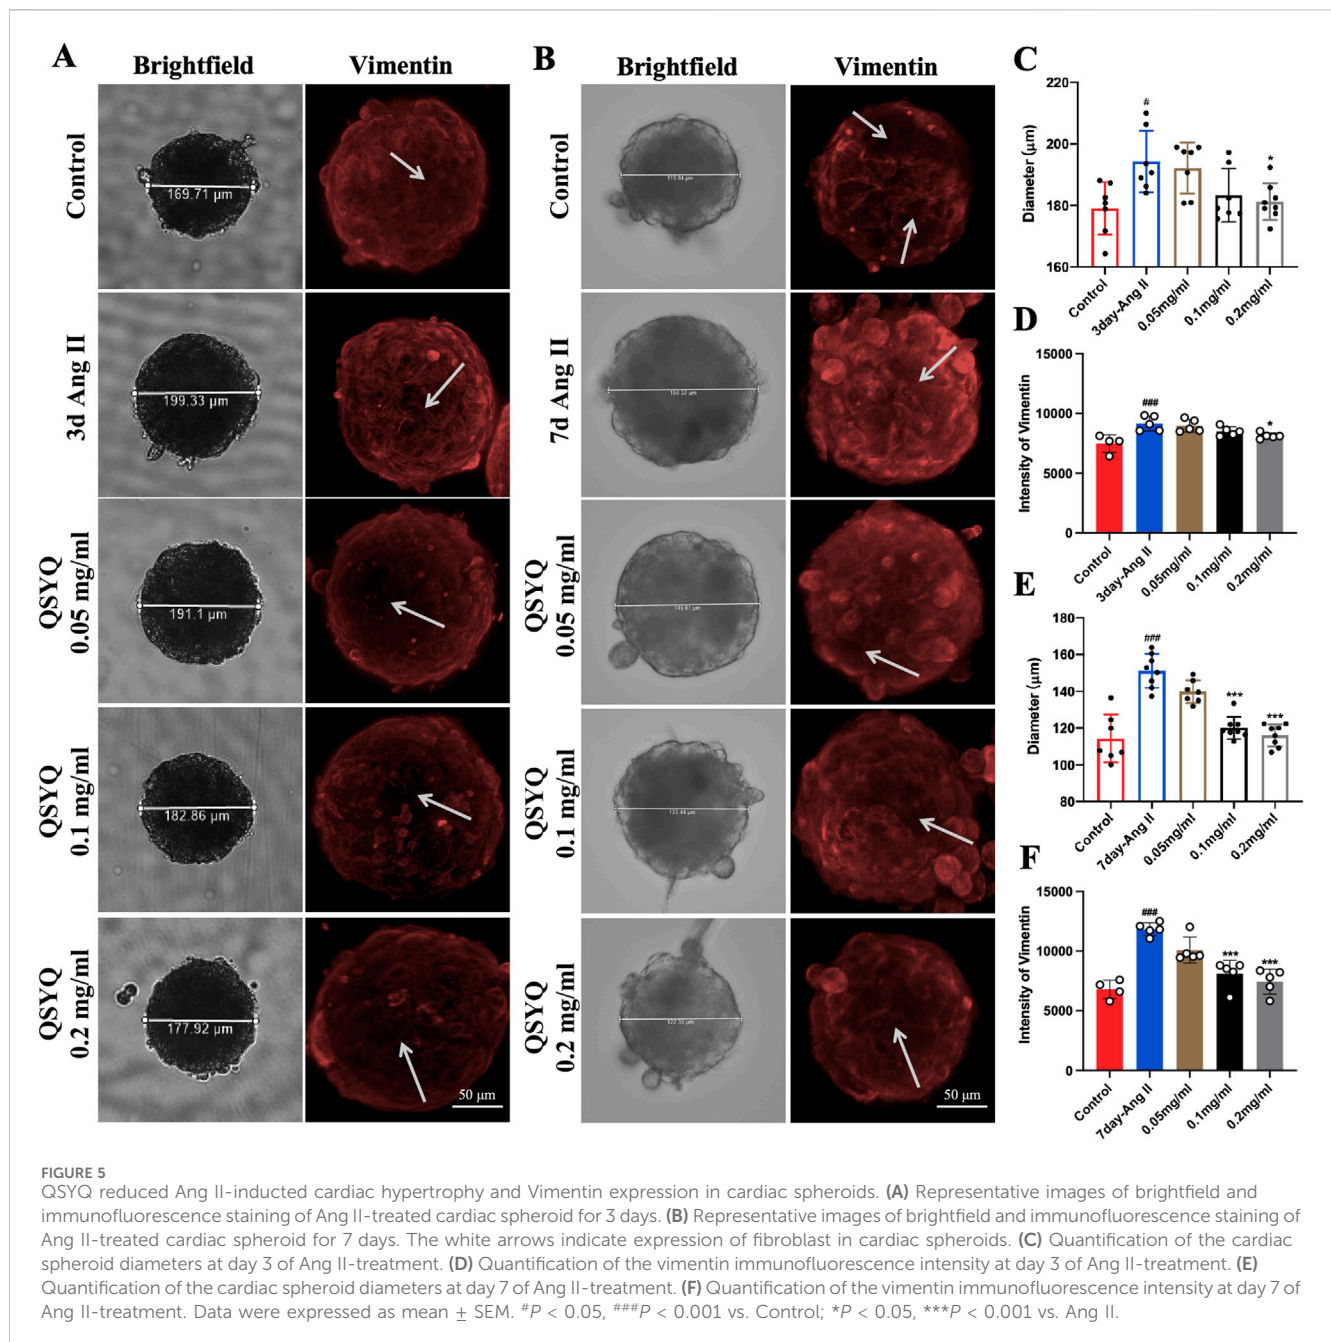 A
Brightfield
Vimentin
Control
169.71 μm
3d Ang II
199.33 μm
QSYQ
0.05 mg/ml
191.1 μm
QSYQ
0.1 mg/ml
182.86 μm
QSYQ
0.2 mg/ml
177.92 μm
50 μm
B
Brightfield
Vimentin
Control
7d Ang II
150.32 μm
QSYQ
0.05 mg/ml
145.81 μm
QSYQ
0.1 mg/ml
133.44 μm
QSYQ
0.2 mg/ml
50 μm
C
Diameter (μm)
220
200
180
160
#
*
Control
3day-Ang II
0.05mg/ml
0.1mg/ml
0.2mg/ml
D
Intensity of Vimentin
15000
10000
5000
0
###
*
Control
3day-Ang II
0.05mg/ml
0.1mg/ml
0.2mg/ml
E
Diameter (μm)
180
160
140
120
100
80
###
***
***
Control
7day-Ang II
0.05mg/ml
0.1mg/ml
0.2mg/ml
F
Intensity of Vimentin
15000
10000
5000
0
###
***
***
Control
7day-Ang II
0.05mg/ml
0.1mg/ml
0.2mg/ml
FIGURE 5
QSYQ reduced Ang II-inducted cardiac hypertrophy and Vimentin expression in cardiac spheroids. (A) Representative images of brightfield and
immunofluorescence staining of Ang II-treated cardiac spheroid for 3 days. (B) Representative images of brightfield and immunofluorescence staining of
Ang II-treated cardiac spheroid for 7 days. The white arrows indicate expression of fibroblast in cardiac spheroids. (C) Quantification of the cardiac
spheroid diameters at day 3 of Ang II-treatment. (D) Quantification of the vimentin immunofluorescence intensity at day 3 of Ang II-treatment. (E)
Quantification of the cardiac spheroid diameters at day 7 of Ang II-treatment. (F) Quantification of the vimentin immunofluorescence intensity at day 7 of
Ang II-treatment. Data were expressed as mean ± SEM. #P < 0.05, ###P < 0.001 vs. Control; *P < 0.05, ***P < 0.001 vs. Ang II.